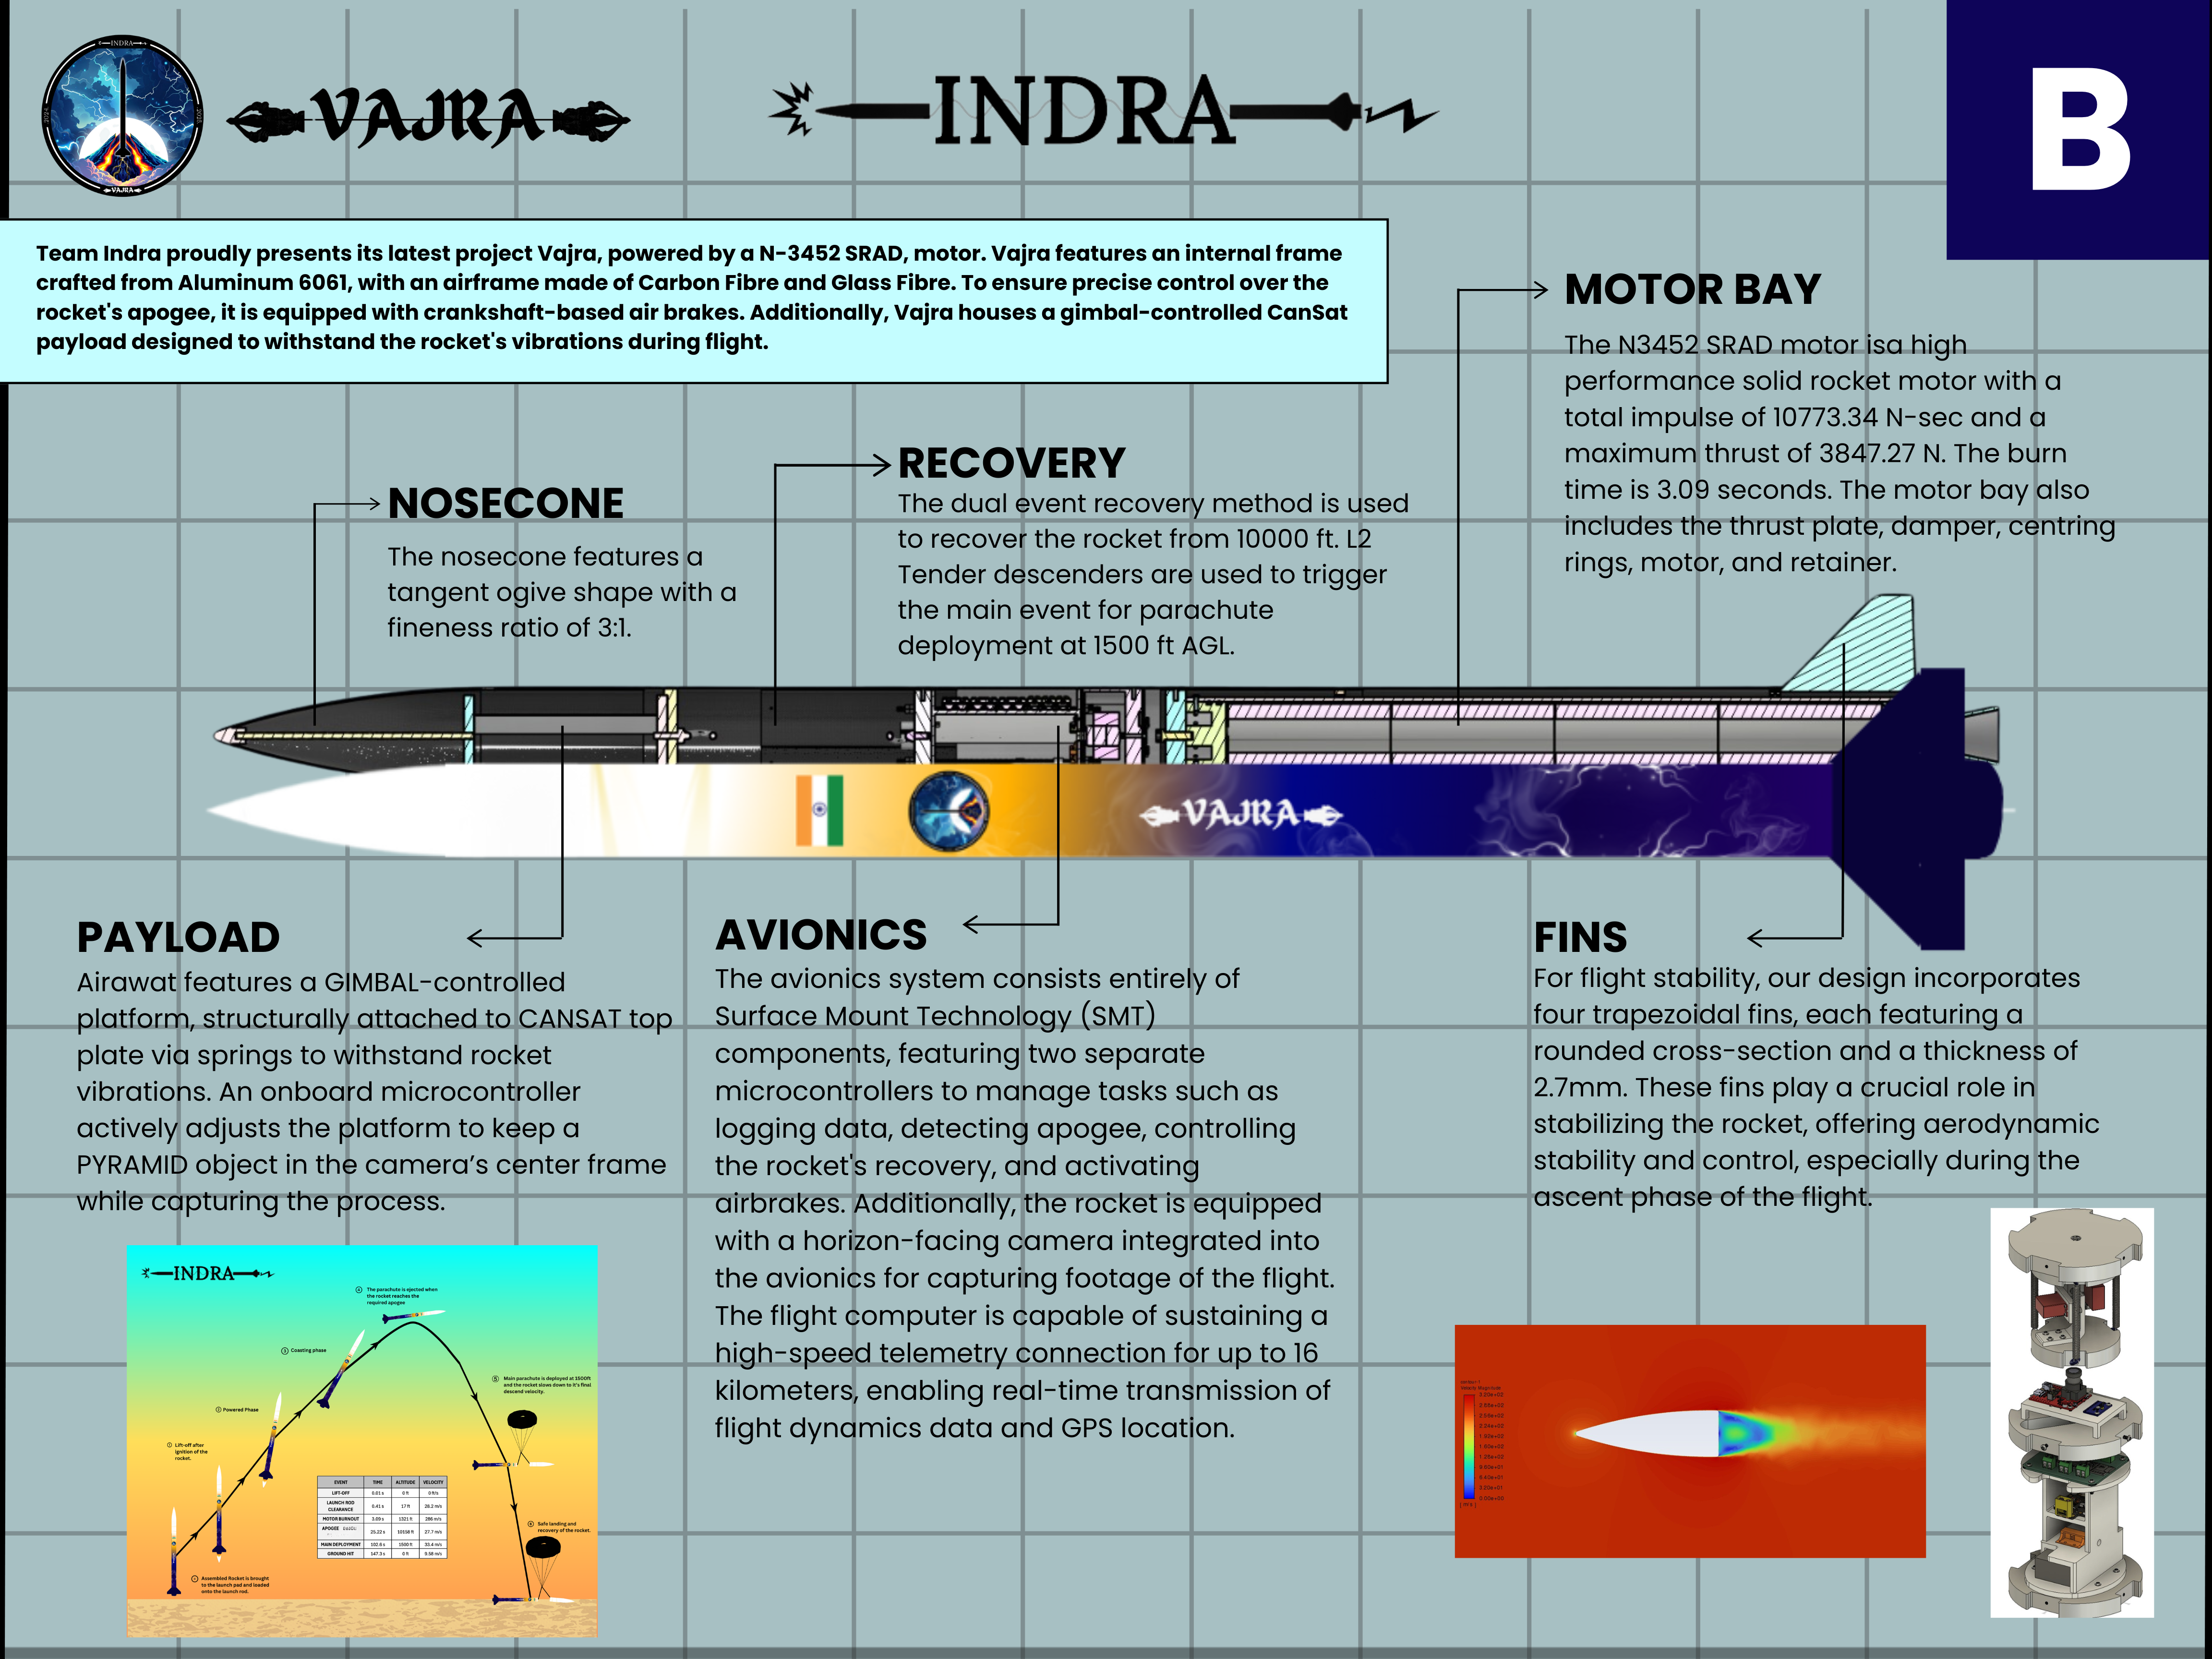 INDRA
2024
2025
VAJRA
VAJRA
INDRA
B
Team Indra proudly presents its latest project Vajra, powered by a N-3452 SRAD, motor. Vajra features an internal frame
crafted from Aluminum 6061, with an airframe made of Carbon Fibre and Glass Fibre. To ensure precise control over the
rocket's apogee, it is equipped with crankshaft-based air brakes. Additionally, Vajra houses a gimbal-controlled CanSat
payload designed to withstand the rocket's vibrations during flight.
MOTOR BAY
The N3452 SRAD motor isa high
performance solid rocket motor with a
total impulse of 10773.34 N-sec and a
maximum thrust of 3847.27 N. The burn
time is 3.09 seconds. The motor bay also
includes the thrust plate, damper, centring
rings, motor, and retainer.
RECOVERY
The dual event recovery method is used
to recover the rocket from 10000 ft. L2
Tender descenders are used to trigger
the main event for parachute
deployment at 1500 ft AGL.
NOSECONE
The nosecone features a
tangent ogive shape with a
fineness ratio of 3:1.
VAJRA
PAYLOAD
Airawat features a GIMBAL-controlled
platform, structurally attached to CANSAT top
plate via springs to withstand rocket
vibrations. An onboard microcontroller
actively adjusts the platform to keep a
PYRAMID object in the camera's center frame
while capturing the process.
AVIONICS
The avionics system consists entirely of
Surface Mount Technology (SMT)
components, featuring two separate
microcontrollers to manage tasks such as
logging data, detecting apogee, controlling
the rocket's recovery, and activating
airbrakes. Additionally, the rocket is equipped
with a horizon-facing camera integrated into
the avionics for capturing footage of the flight.
The flight computer is capable of sustaining a
high-speed telemetry connection for up to 16
kilometers, enabling real-time transmission of
flight dynamics data and GPS location.
FINS
For flight stability, our design incorporates
four trapezoidal fins, each featuring a
rounded cross-section and a thickness of
2.7mm. These fins play a crucial role in
stabilizing the rocket, offering aerodynamic
stability and control, especially during the
ascent phase of the flight.
INDRA
④ The parachute is ejected when
the rocket reaches the
required apogee
③ Coasting phase
⑤ Main parachute is deployed at 1500ft
and the rocket slows down to it's final
descend velocity.
② Powered Phase
① Lift-off after
ignition of the
rocket.
EVENT TIME ALTITUDE VELOCITY
LIFT-OFF 0.01 s 0 ft 0 ft/s
LAUNCH ROD CLEARANCE 0.41 s 17 ft 28.2 m/s
MOTOR BURNOUT 3.09 s 1321 ft 286 m/s
APOGEE 25.22 s 10158 ft 27.7 m/s
MAIN DEPLOYMENT 102.6 s 1500 ft 33.4 m/s
GROUND HIT 147.3 s 0 ft 9.58 m/s
⑥ Safe landing and
recovery of the rocket.
Assembled Rocket is brought
to the launch pad and loaded
onto the launch rod.
Velocity Magnitude
1.92e+02
1.60e+02
9.60e+01
6.40e+01
3.20e+01
0.00e+00
[ m/s ]